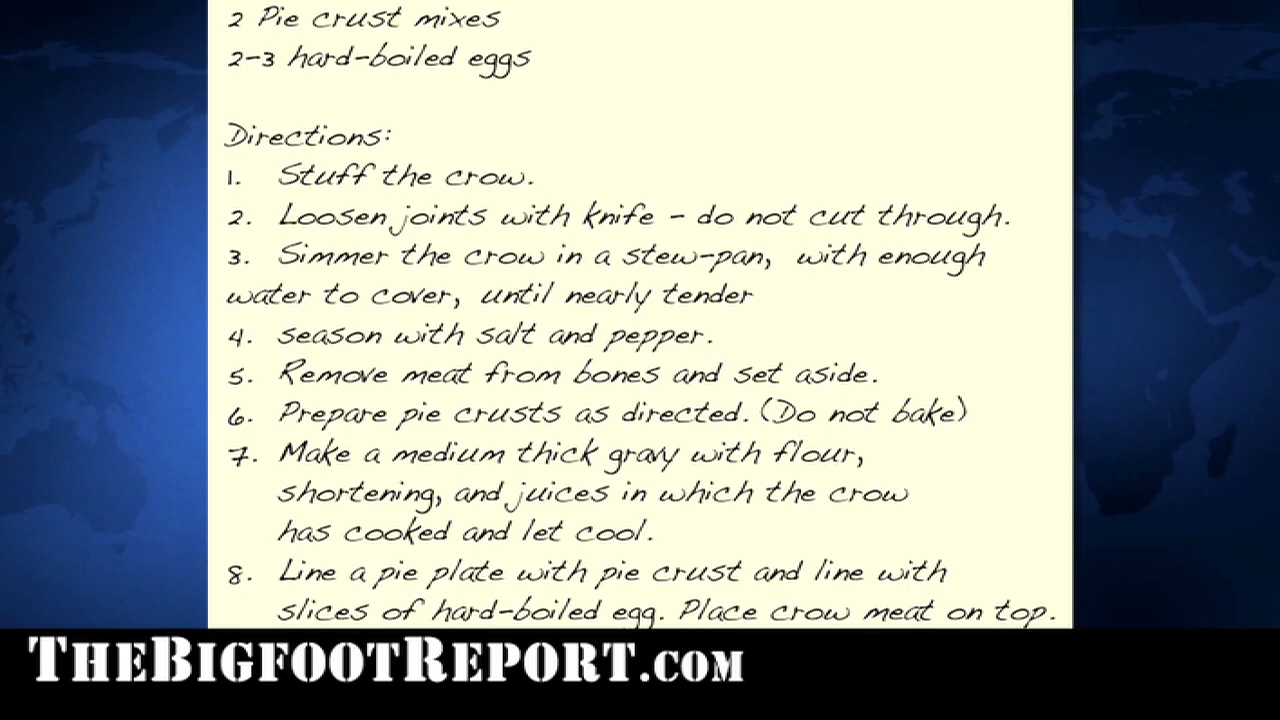 2 Pie crust mixes
2-3 hard-boiled eggs
Directions:
1. Stuff the crow.
2. Loosen joints with knife - do not cut through.
3. Simmer the crow in a stew-pan, with enough
water to cover, until nearly tender
4. season with salt and pepper.
5. Remove meat from bones and set aside.
6. Prepare pie crusts as directed. (Do not bake)
7. Make a medium thick gravy with flour,
shortening, and juices in which the crow
has cooked and let cool.
8. Line a pie plate with pie crust and line with
slices of hard-boiled egg. Place crow meat on top.
THEBIGFOOTREPORT.COM